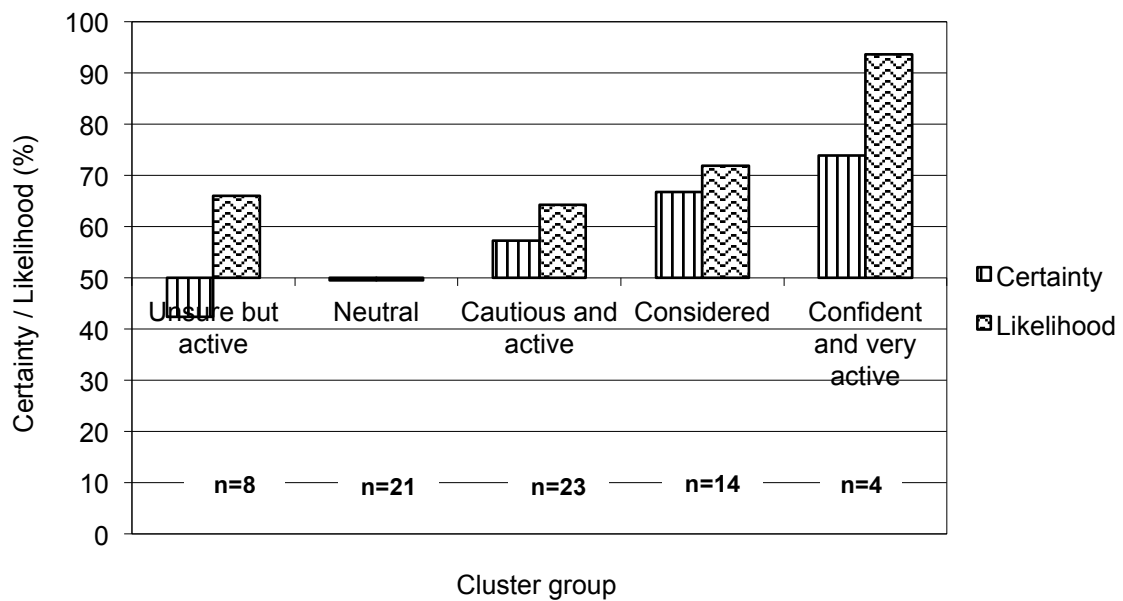 Certainty / Likelihood (%)
100
90
80
70
60
50
40
30
20
10
0
Unsure but
active
Neutral
Cautious and
active
Considered
Confident
and very
active
n=8
n=21
n=23
n=14
n=4
Cluster group
Certainty
Likelihood